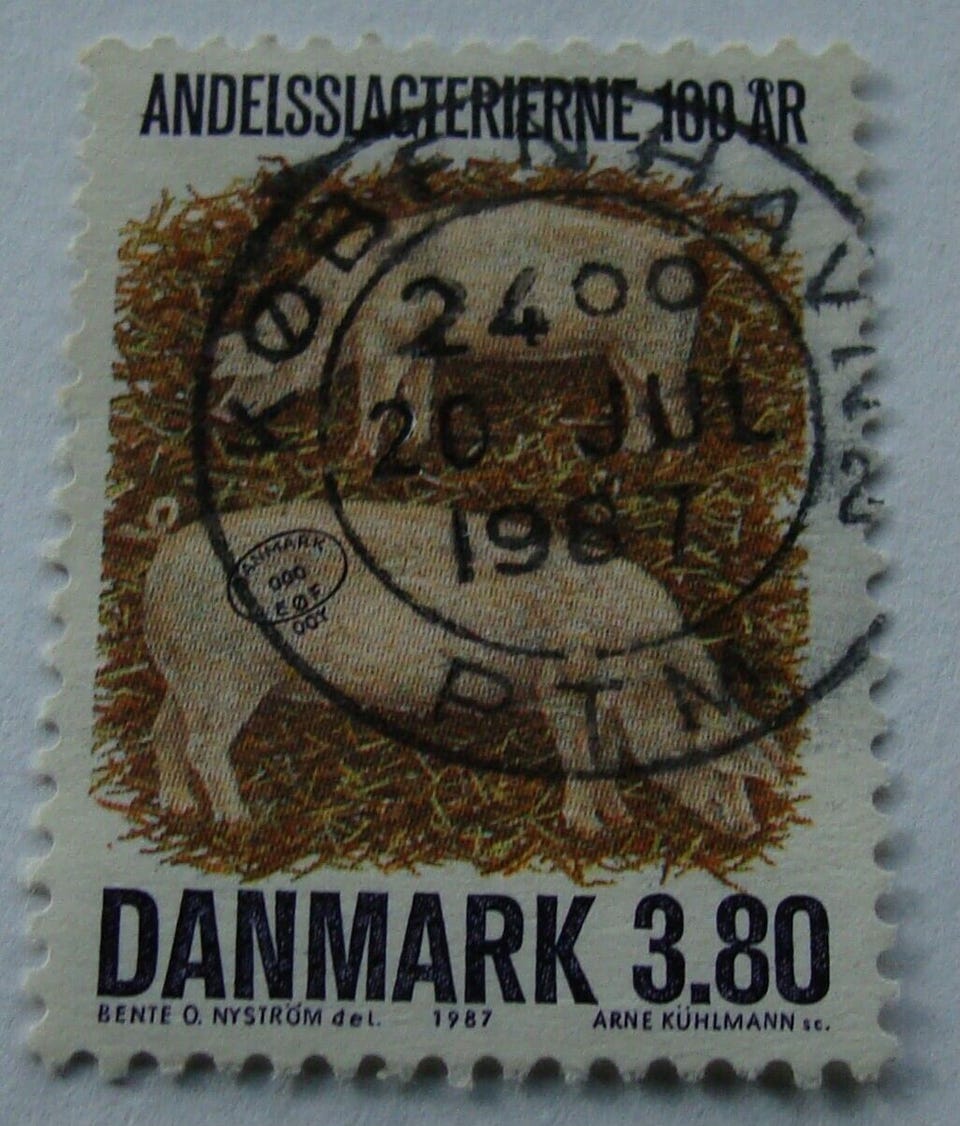 ANDELSSLAGTERIERNE 100 ÅR
KØBENHAVN
2400
20 JUL
1987
PTM
DANMARK
000
EØF
DANMARK 3.80
BENTE O. NYSTRÖM del. 1987 ARNE KÜHLMANN sc.